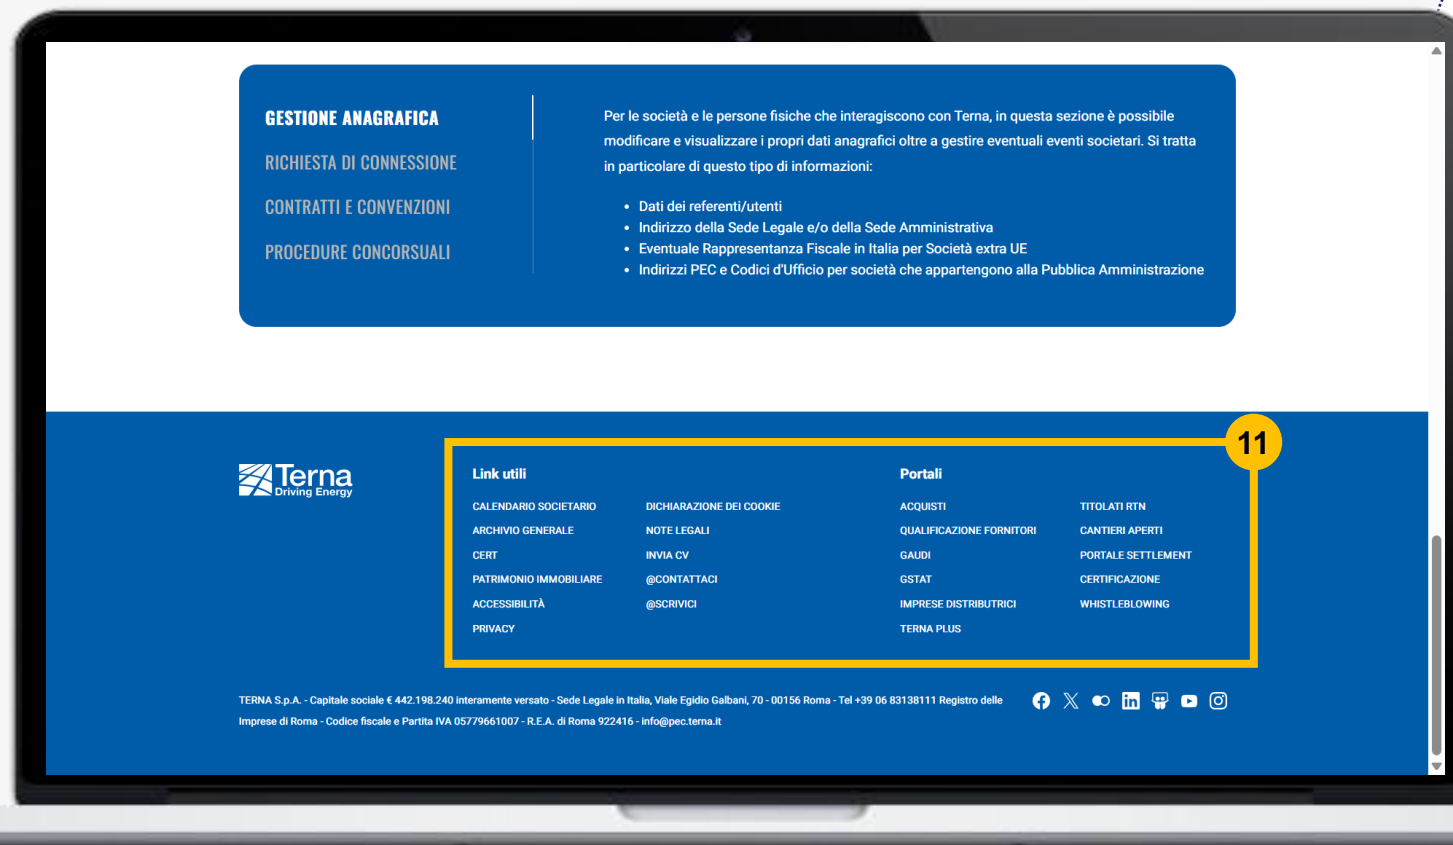 GESTIONE ANAGRAFICA
RICHIESTA DI CONNESSIONE
CONTRATTI E CONVENZIONI
PROCEDURE CONCORSUALI
Per le società e le persone fisiche che interagiscono con Terna, in questa sezione è possibile
modificare e visualizzare i propri dati anagrafici oltre a gestire eventuali eventi societari. Si tratta
in particolare di questo tipo di informazioni:
• Dati dei referenti/utenti
• Indirizzo della Sede Legale e/o della Sede Amministrativa
• Eventuale Rappresentanza Fiscale in Italia per Società extra UE
• Indirizzi PEC e Codici d'Ufficio per società che appartengono alla Pubblica Amministrazione
11
Terna
Driving Energy
Link utili
CALENDARIO SOCIETARIO
ARCHIVIO GENERALE
CERT
PATRIMONIO IMMOBILIARE
ACCESSIBILITÀ
PRIVACY
DICHIARAZIONE DEI COOKIE
NOTE LEGALI
INVIA CV
@CONTATTACI
@SCRIVICI
Portali
ACQUISTI
QUALIFICAZIONE FORNITORI
GAUDI
GSTAT
IMPRESE DISTRIBUTRICI
TERNA PLUS
TITOLATI RTN
CANTIERI APERTI
PORTALE SETTLEMENT
CERTIFICAZIONE
WHISTLEBLOWING
TERNA S.p.A. - Capitale sociale € 442.198.240 interamente versato - Sede Legale in Italia, Viale Egidio Galbani, 70 - 00156 Roma - Tel +39 06 83138111 Registro delle
Imprese di Roma - Codice fiscale e Partita IVA 05779661007 - R.E.A. di Roma 922416 - info@pec.terna.it